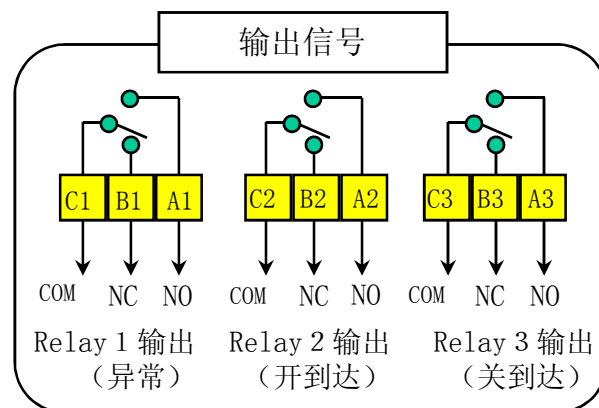 输出信号
C1 B1 A1 C2 B2 A2 C3 B3 A3
COM NC NO COM NC NO COM NC NO
Relay 1 输出 Relay 2 输出 Relay 3 输出
（异常） （开到达） （关到达）